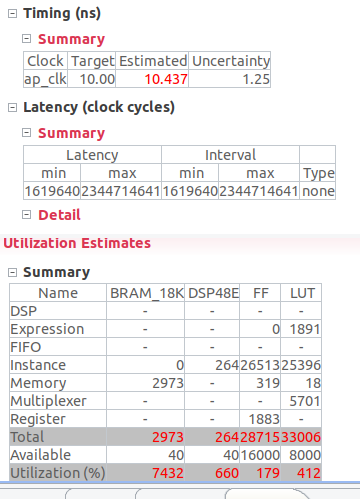 Timing (ns)
Summary
Clock Target Estimated Uncertainty
ap_clk 10.00 10.437 1.25
Latency (clock cycles)
Summary
Latency Interval
min max min max Type
1619640 2344714641 1619640 2344714641 none
Detail
Utilization Estimates
Summary
Name BRAM_18K DSP48E FF LUT
DSP - - - -
Expression - - 0 1891
FIFO - - - -
Instance 0 264 26513 25396
Memory 2973 - 319 18
Multiplexer - - - 5701
Register - - 1883 -
Total 2973 264 28715 33006
Available 40 40 16000 8000
Utilization (%) 7432 660 179 412